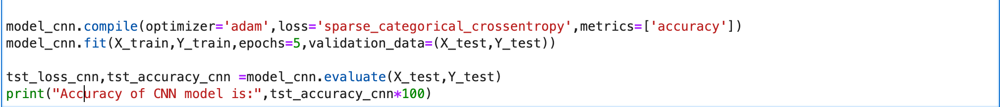 model_cnn.compile(optimizer='adam',loss='sparse_categorical_crossentropy',metrics=['accuracy'])
model_cnn.fit(X_train,Y_train,epochs=5,validation_data=(X_test,Y_test))
tst_loss_cnn,tst_accuracy_cnn =model_cnn.evaluate(X_test,Y_test)
print("Accuracy of CNN model is:",tst_accuracy_cnn*100)